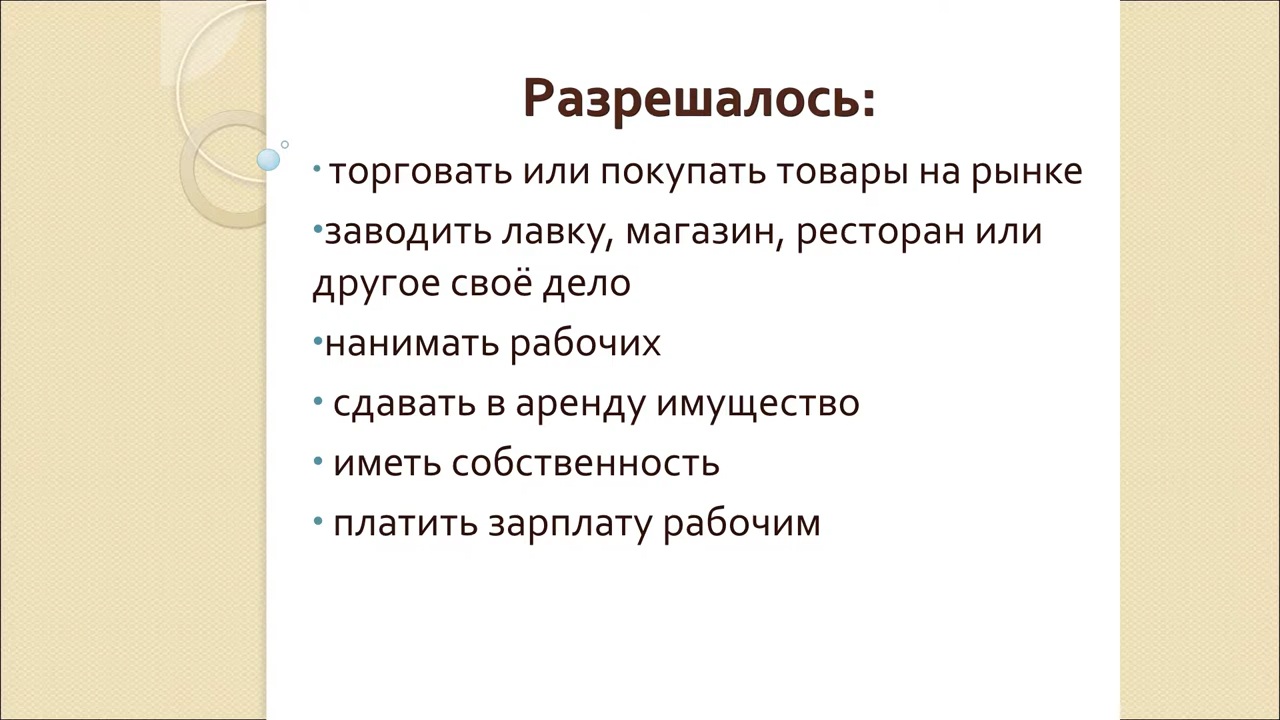 Разрешалось:
• торговать или покупать товары на рынке
•заводить лавку, магазин, ресторан или
другое своё дело
•нанимать рабочих
• сдавать в аренду имущество
• иметь собственность
• платить зарплату рабочим